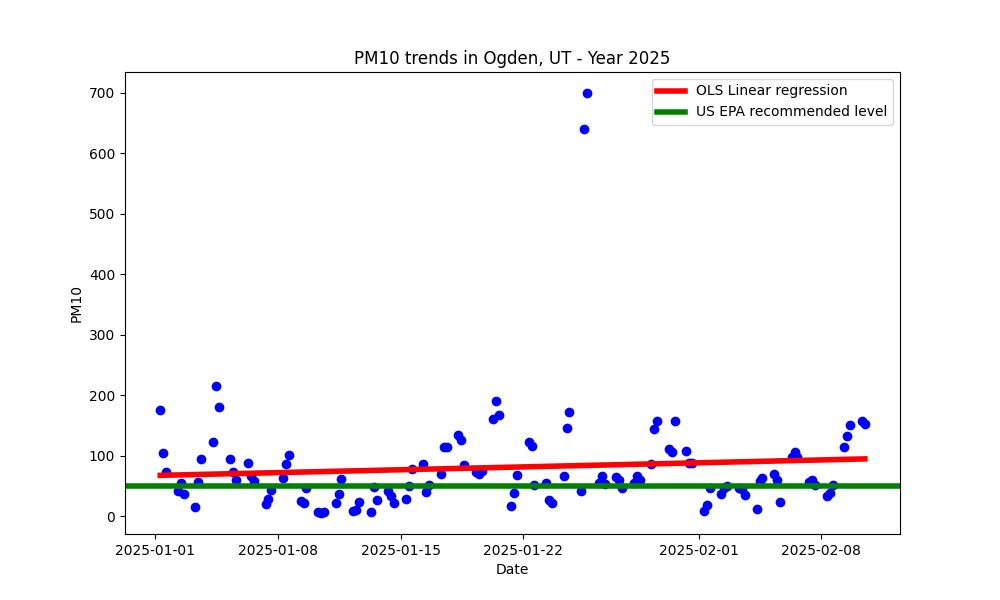 PM10 trends in Ogden, UT - Year 2025
OLS Linear regression
US EPA recommended level
700
600
500
400
300
200
100
0
PM10
2025-01-01
2025-01-08
2025-01-15
2025-01-22
2025-02-01
2025-02-08
Date